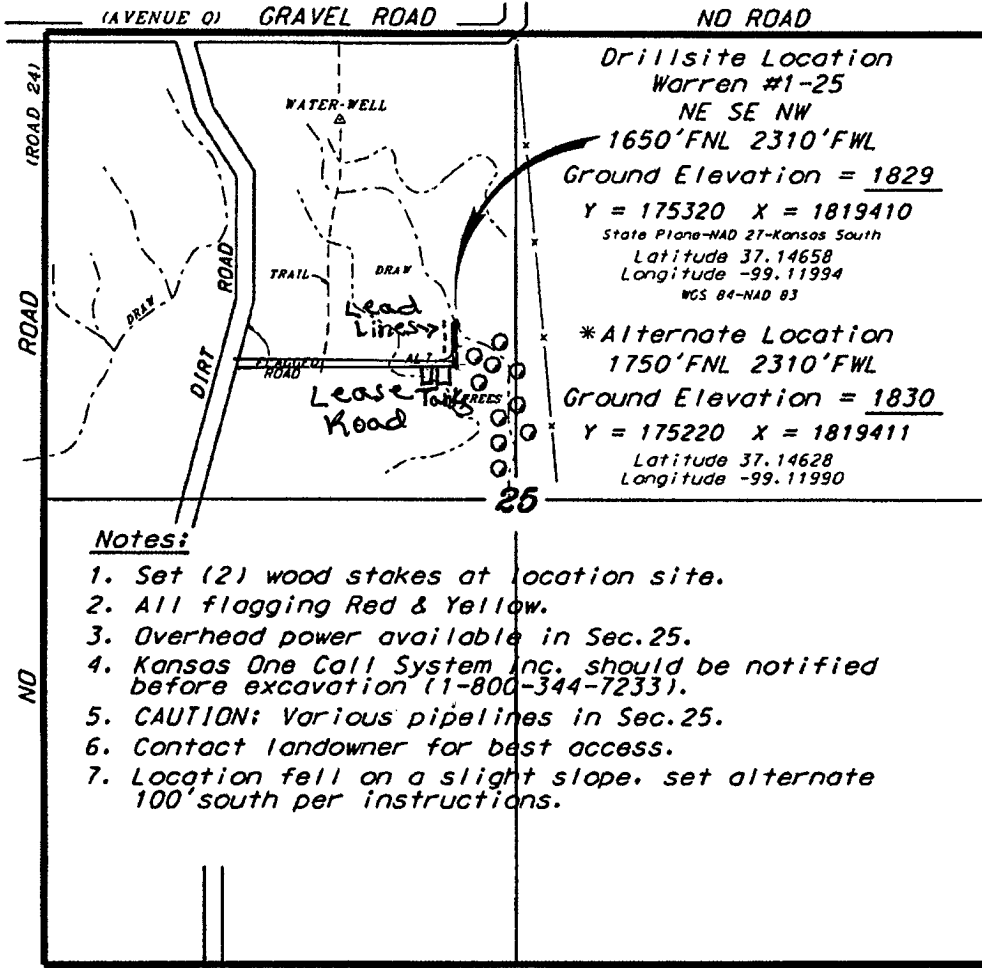 (AVENUE O) GRAVEL ROAD
NO ROAD
(ROAD 24)
Drillsite Location
Warren #1-25
NE SE NW
1650'FNL 2310'FWL
Ground Elevation = 1829
Y = 175320 X = 1819410
State Plane-NAD 27-Kansas South
Latitude 37.14658
Longitude -99.11994
WGS 84-NAD 83
*Alternate Location
1750'FNL 2310'FWL
Ground Elevation = 1830
Y = 175220 X = 1819411
Latitude 37.14628
Longitude -99.11990
WATER-WELL
TRAIL
DRAW
DRAW
Lead
Lines
DIRT ROAD
FLAGGED
ROAD
ALT.
Lease
Road
TREES
25
NO ROAD
Notes:
1. Set (2) wood stakes at location site.
2. All flagging Red & Yellow.
3. Overhead power available in Sec.25.
4. Kansas One Call System Inc. should be notified
before excavation (1-800-344-7233).
5. CAUTION: Various pipelines in Sec.25.
6. Contact landowner for best access.
7. Location fell on a slight slope. set alternate
100'south per instructions.